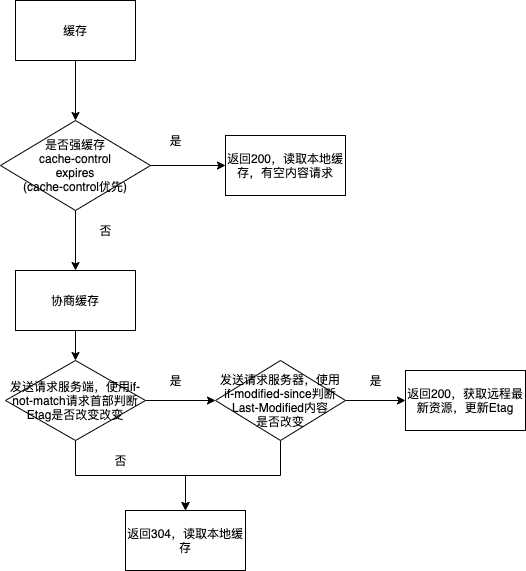 缓存
是否强缓存
cache-control
expires
(cache-control优先)
是
返回200，读取本地缓
存，有空内容请求
否
协商缓存
发送请求服务端，使用if-
not-match请求首部判断
Etag是否改变改变
是
发送请求服务器，使用
if-modified-since判断
Last-Modified内容
是否改变
是
返回200，获取远程最
新资源，更新Etag
否
返回304，读取本地缓
存